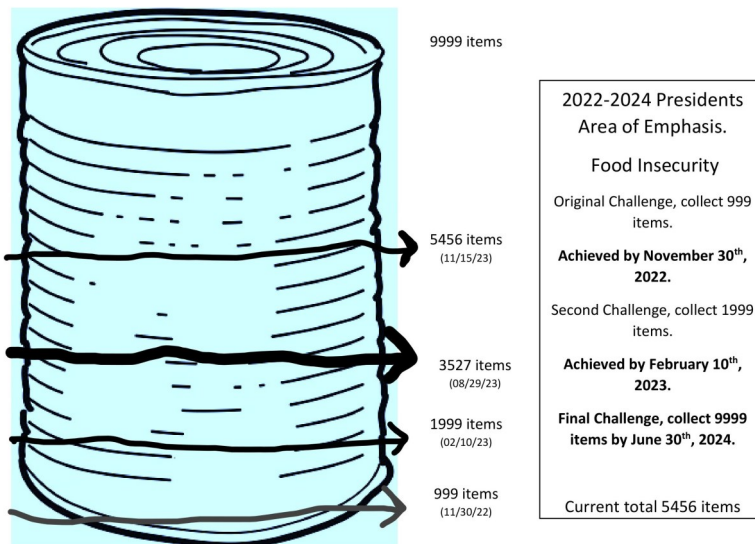 9999 items
5456 items
(11/15/23)
3527 items
(08/29/23)
1999 items
(02/10/23)
999 items
(11/30/22)
2022-2024 Presidents
Area of Emphasis.
Food Insecurity
Original Challenge, collect 999
items.
Achieved by November 30th,
2022.
Second Challenge, collect 1999
items.
Achieved by February 10th,
2023.
Final Challenge, collect 9999
items by June 30th, 2024.
Current total 5456 items